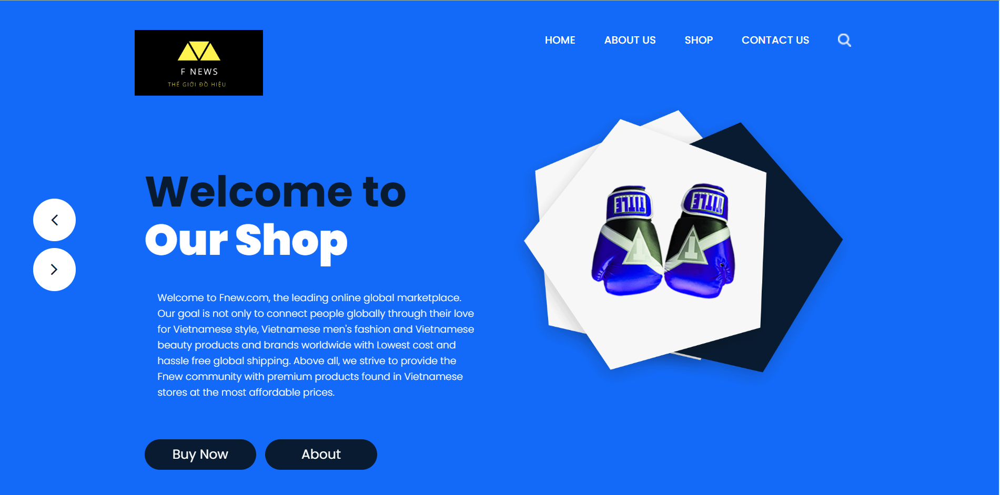 F NEWS
THẾ GIỚI ĐỒ HIỆU
HOME
ABOUT US
SHOP
CONTACT US
Welcome to
Our Shop
Welcome to Fnew.com, the leading online global marketplace.
Our goal is not only to connect people globally through their love
for Vietnamese style, Vietnamese men's fashion and Vietnamese
beauty products and brands worldwide with Lowest cost and
hassle free global shipping. Above all, we strive to provide the
Fnew community with premium products found in Vietnamese
stores at the most affordable prices.
Buy Now
About
TITLE
TITLE
T
T